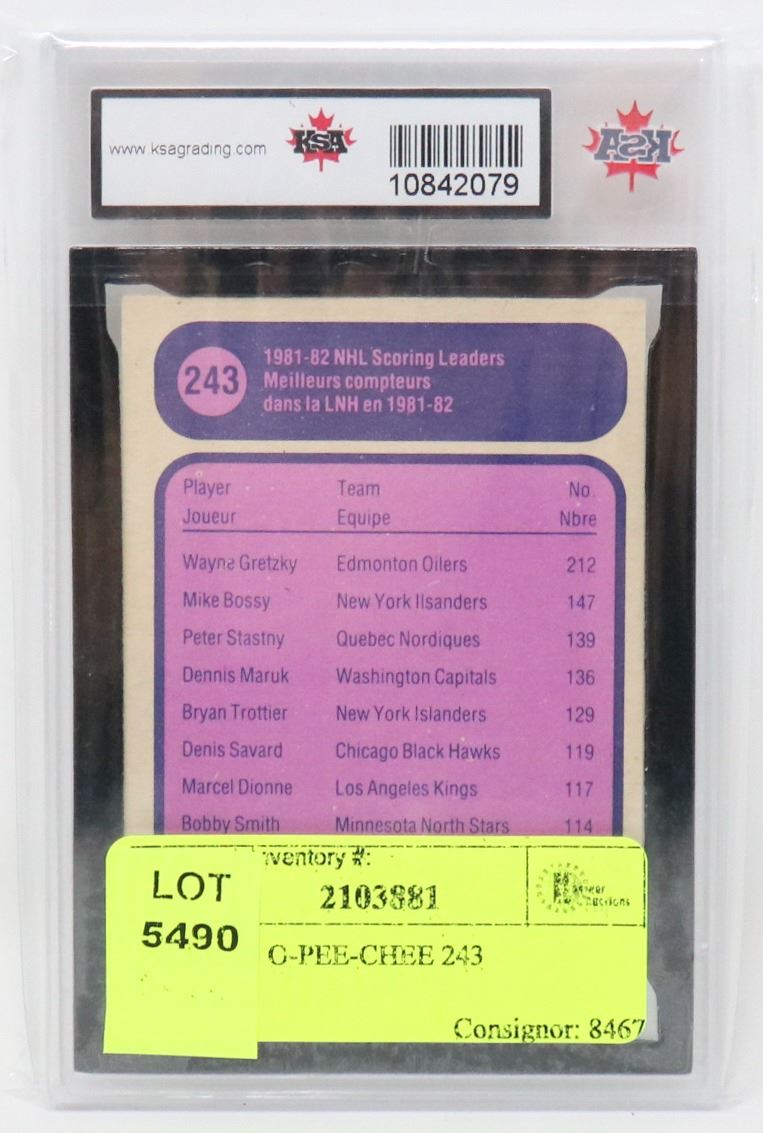 www.ksagrading.com
KSA
10842079
KSA
243
1981-82 NHL Scoring Leaders
Meilleurs compteurs
dans la LNH en 1981-82
Player Team No.
Joueur Equipe Nbre
Wayne Gretzky Edmonton Oilers 212
Mike Bossy New York Ilsanders 147
Peter Stastny Quebec Nordiques 139
Dennis Maruk Washington Capitals 136
Bryan Trottier New York Islanders 129
Denis Savard Chicago Black Hawks 119
Marcel Dionne Los Angeles Kings 117
Bobby Smith Minnesota North Stars 114
LOT
5490
nventory #:
2103881
O-PEE-CHEE 243
Consignor: 8467